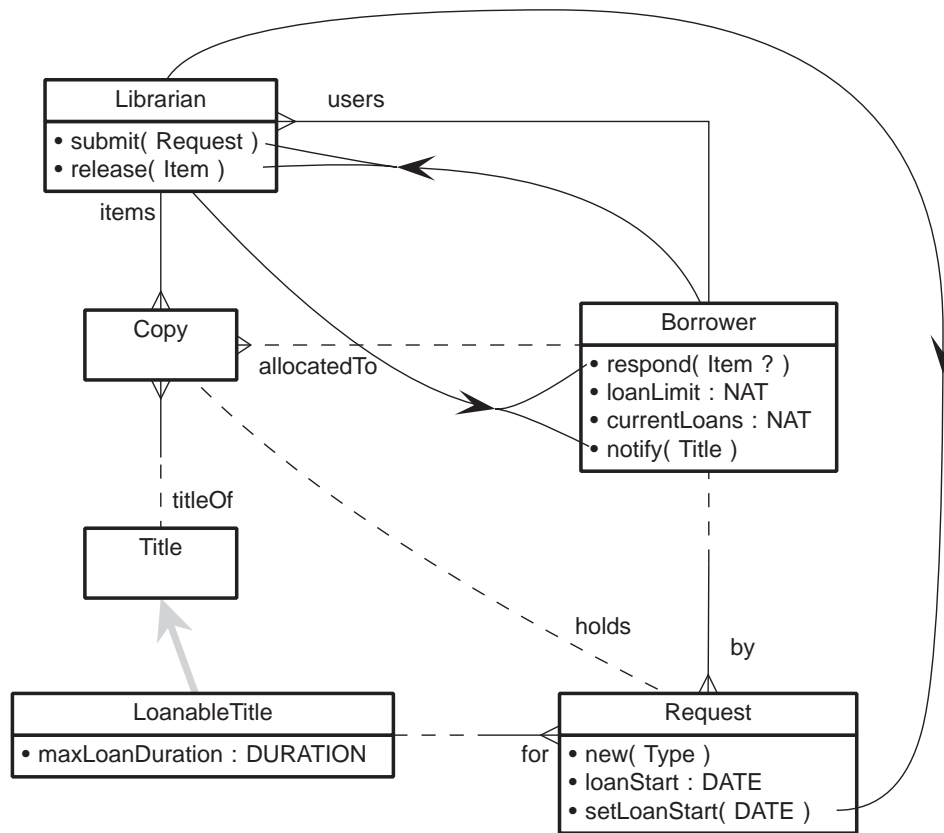 Librarian
• submit( Request )
• release( Item )
users
items
Copy
allocatedTo
Borrower
• respond( Item ? )
• loanLimit : NAT
• currentLoans : NAT
• notify( Title )
titleOf
Title
holds
by
LoanableTitle
• maxLoanDuration : DURATION
for
Request
• new( Type )
• loanStart : DATE
• setLoanStart( DATE )